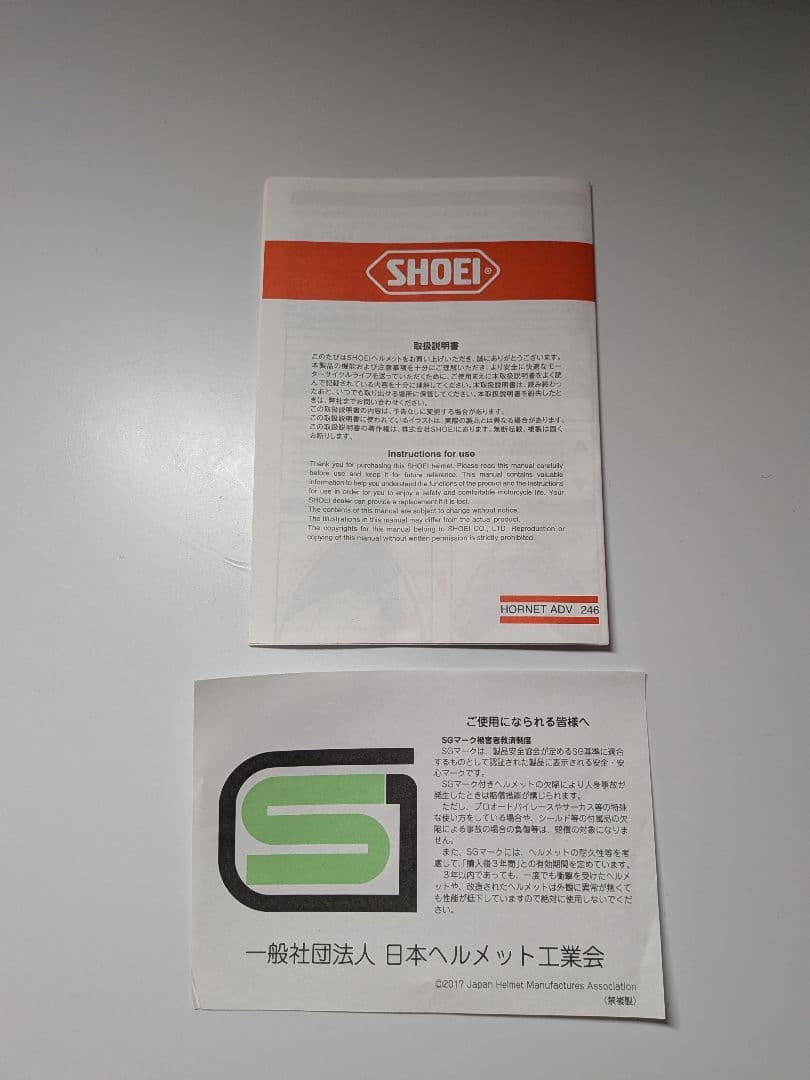 SHOEI®
取扱説明書
このたびはSHOEIヘルメットをお買い上げいただき、誠にありがとうございます。
本製品の機能および注意事項を十分にご理解いただき、より安全に快適なモー
ターサイクルライフを送っていただくために、ご使用まえに本取扱説明書をよく読
んで記載されている内容を十分に理解してください。本取扱説明書は、読み終わっ
たあと、いつでも取り出せる場所に保管してください。本取扱説明書を紛失したと
きは、弊社までお問い合わせください。
この取扱説明書の内容は、予告なしに変更する場合があります。
この取扱説明書に使われているイラストは、実際の製品とは異なる場合があります。
この取扱説明書の著作権は、株式会社SHOEIにあります。無断転載、複製は固く
お断りします。
Instructions for use
Thank you for purchasing this SHOEI helmet. Please read this manual carefully
before use and keep it for future reference. This manual contains valuable
information to help you understand the functions of the product and the instructions
for use in order for you to enjoy a safety and comfortable motorcycle life. Your
SHOEI dealer can provide a replacement if it is lost.
The contents of this manual are subject to change without notice.
The illustrations in this manual may differ from the actual product.
The copyrights for this manual belong to SHOEI CO., LTD. Reproduction or
copying of this manual without written permission is strictly prohibited.
HORNET ADV 246
ご使用になられる皆様へ
SGマーク被害者救済制度
SGマークは、製品安全協会が定めるSG基準に適合
するものとして認証された製品に表示される安全・安
心マークです。
SGマーク付きヘルメットの欠陥により人身事故が
発生したときは賠償措置が講じられます。
ただし、プロオートバイレースやサーカス等の特殊
な使い方をしている場合や、シールド等の付属品の欠
陥による事故の場合の負傷等は、賠償の対象になりま
せん。
また、SGマークには、ヘルメットの耐久性等を考
慮して、「購入後3年間」との有効期間を定めています。
3年以内であっても、一度でも衝撃を受けたヘルメ
ットや、改造されたヘルメットは外観に異常が無くて
も性能が低下していますので絶対に使用しないでくだ
さい。
一般社団法人 日本ヘルメット工業会
©2017 Japan Helmet Manufactures Association
（禁複製）